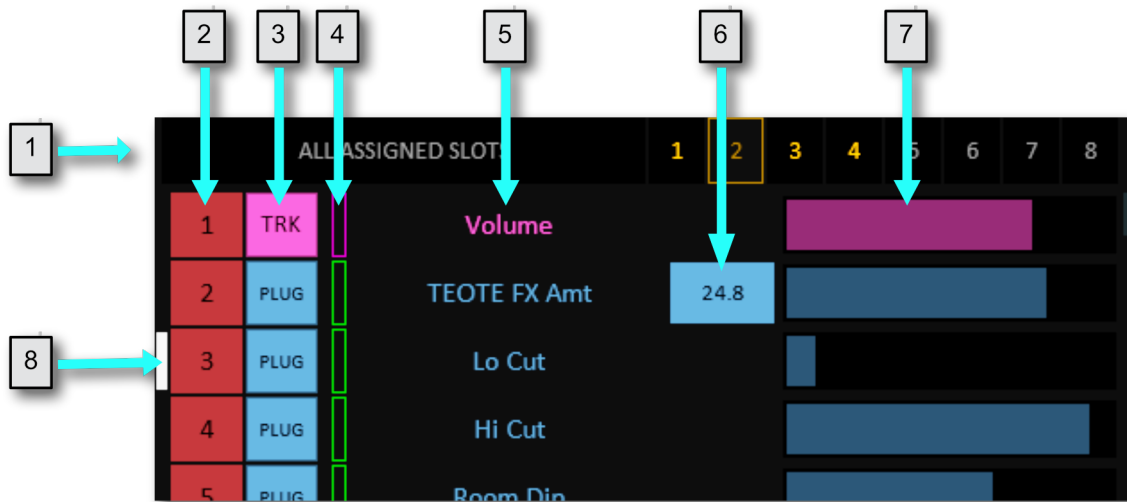 2 3 4 5 6 7
1 ALL ASSIGNED SLOTS 1 2 3 4 5 6 7 8
1 TRK Volume
2 PLUG TEOTE FX Amt 24.8
8 3 PLUG Lo Cut
4 PLUG Hi Cut
5 PLUG Room Din